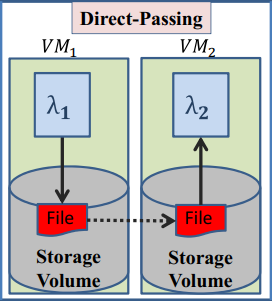 Direct-Passing
VM₁ VM₂
λ₁ λ₂
File File
Storage Storage
Volume Volume